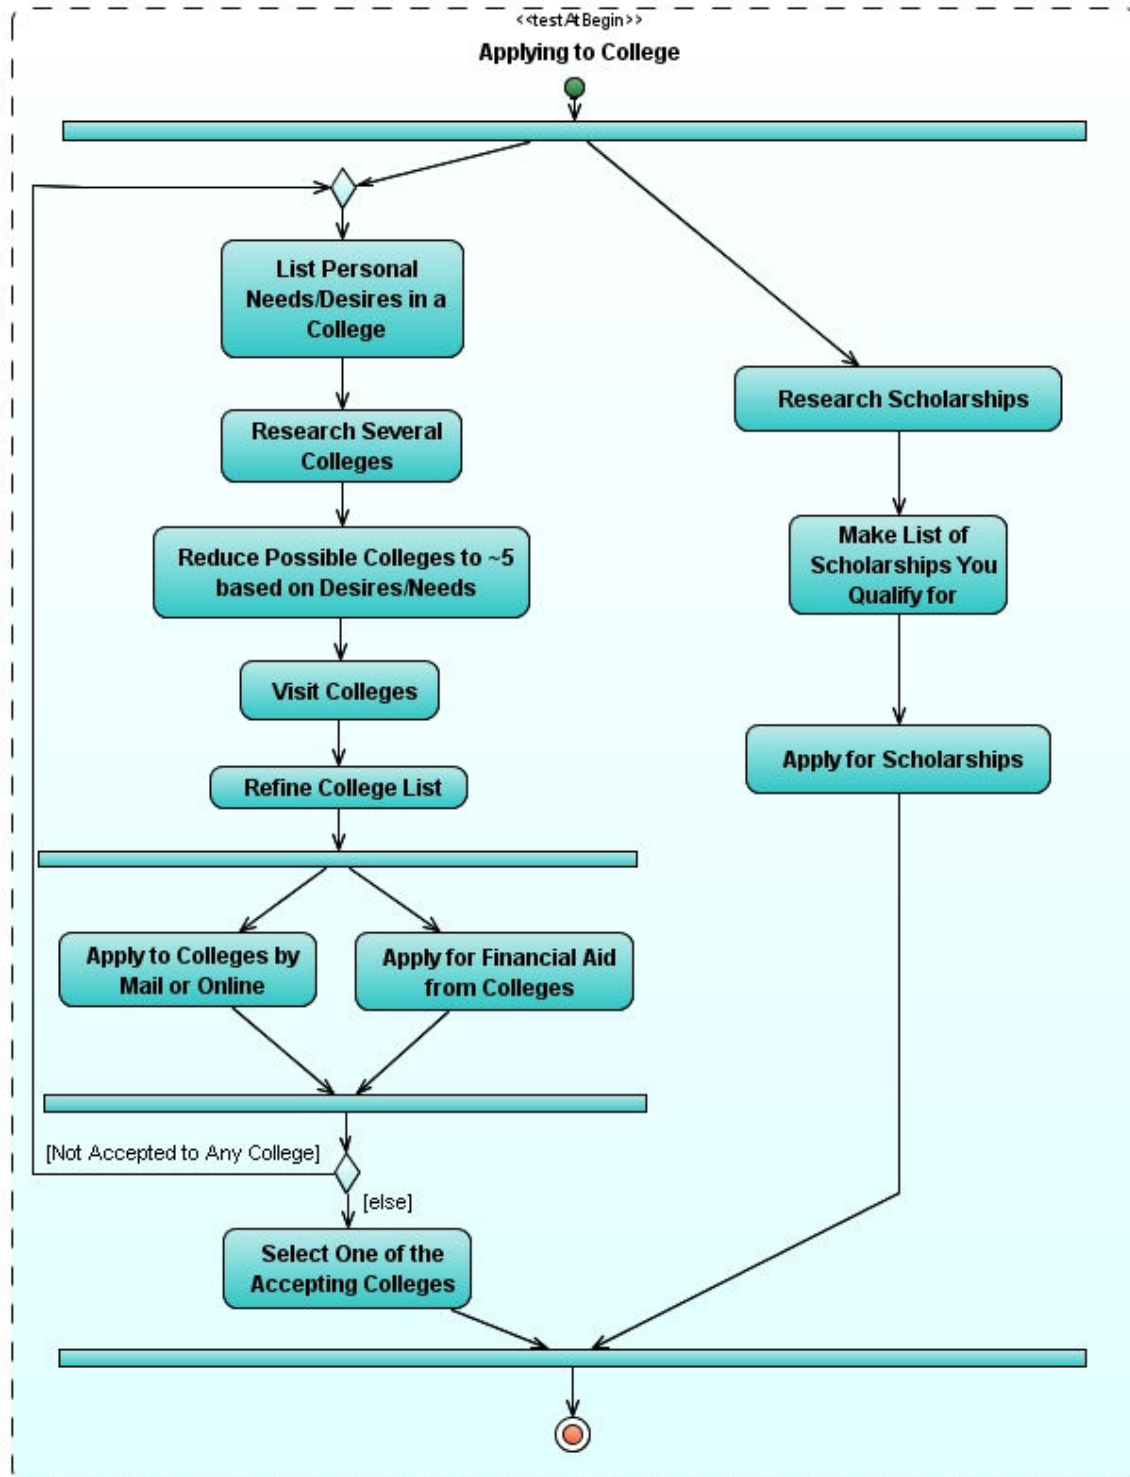 <<testAtBegin>>
Applying to College
List Personal
Needs/Desires in a
College
Research Several
Colleges
Reduce Possible Colleges to ~5
based on Desires/Needs
Visit Colleges
Refine College List
Apply to Colleges by
Mail or Online
Apply for Financial Aid
from Colleges
[Not Accepted to Any College]
[else]
Select One of the
Accepting Colleges
Research Scholarships
Make List of
Scholarships You
Qualify for
Apply for Scholarships